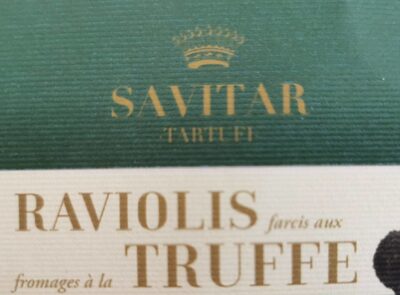 SAVITAR
TARTUFI
RAVIOLIS farcis aux
fromages à la TRUFFE